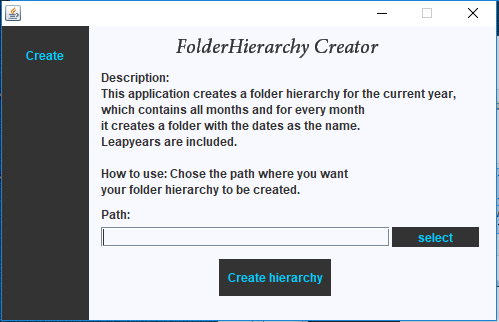 FolderHierarchy Creator
Create
Description:
This application creates a folder hierarchy for the current year,
which contains all months and for every month
it creates a folder with the dates as the name.
Leapyears are included.
How to use: Chose the path where you want
your folder hierarchy to be created.
Path:
select
Create hierarchy